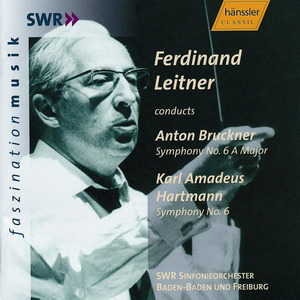 SWR
hänssler
CLASSIC
faszination musik
Ferdinand
Leitner
conducts
Anton Bruckner
Symphony No. 6 A Major
Karl Amadeus
Hartmann
Symphony No. 6
SWR SINFONIEORCHESTER
BADEN-BADEN UND FREIBURG